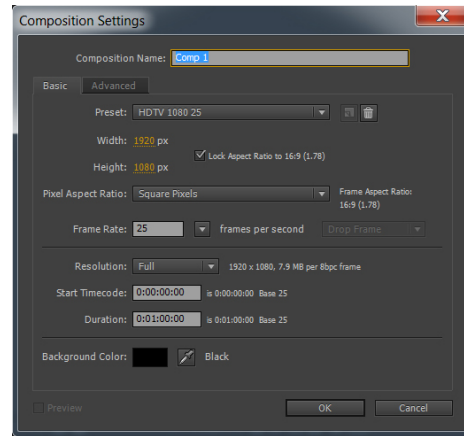 Composition Settings
X
Composition Name: Comp 1
Basic Advanced
Preset: HDTV 1080 25
Width: 1920 px
Lock Aspect Ratio to 16:9 (1.78)
Height: 1080 px
Pixel Aspect Ratio: Square Pixels
Frame Aspect Ratio:
16:9 (1.78)
Frame Rate: 25 frames per second Drop Frame
Resolution: Full 1920 x 1080, 7.9 MB per 8bpc frame
Start Timecode: 0:00:00:00 is 0:00:00:00 Base 25
Duration: 0:01:00:00 is 0:01:00:00 Base 25
Background Color: Black
Preview OK Cancel